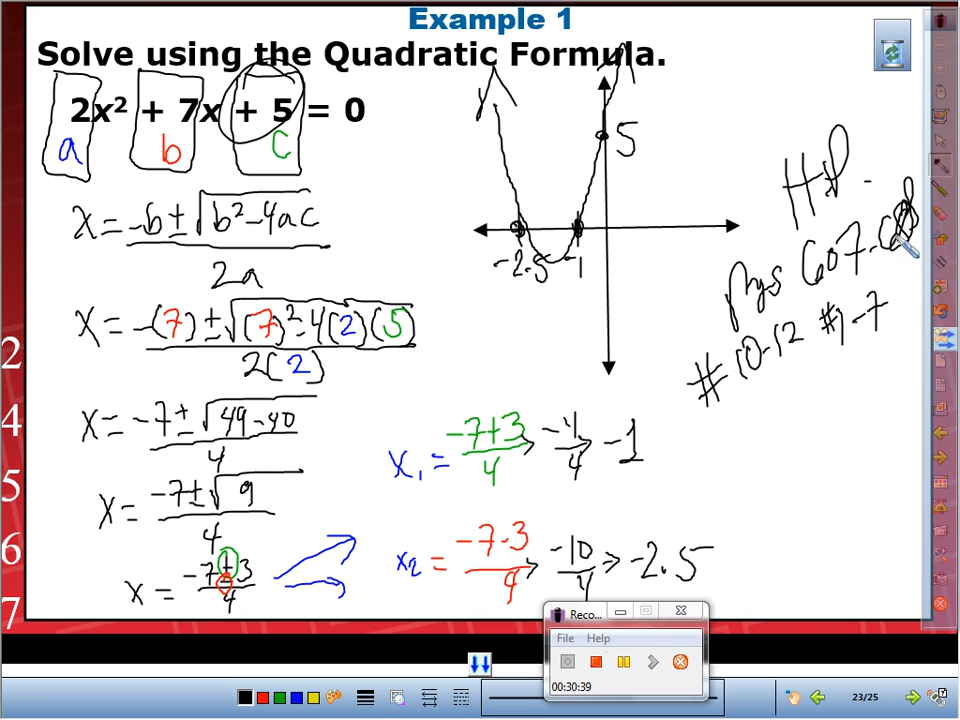 Example 1
Solve using the Quadratic Formula.
2x² + 7x + 5 = 0
a b c
x = -b ± √b² - 4ac / 2a
x = -(7) ± √(7)² - 4(2)(5) / 2(2)
x = -7 ± √49 - 40 / 4
x = -7 ± √9 / 4
x = -7 ± 3 / 4
5
-2.5 -1
pgs 607-
#10-12 #1-7
x₁ = -7+3 / 4 > -4 / 4 > -1
x₂ = -7-3 / 4 > -10 / 4 > -2.5
2
4
5
6
7
Reco...
File Help
00:30:39
23/25